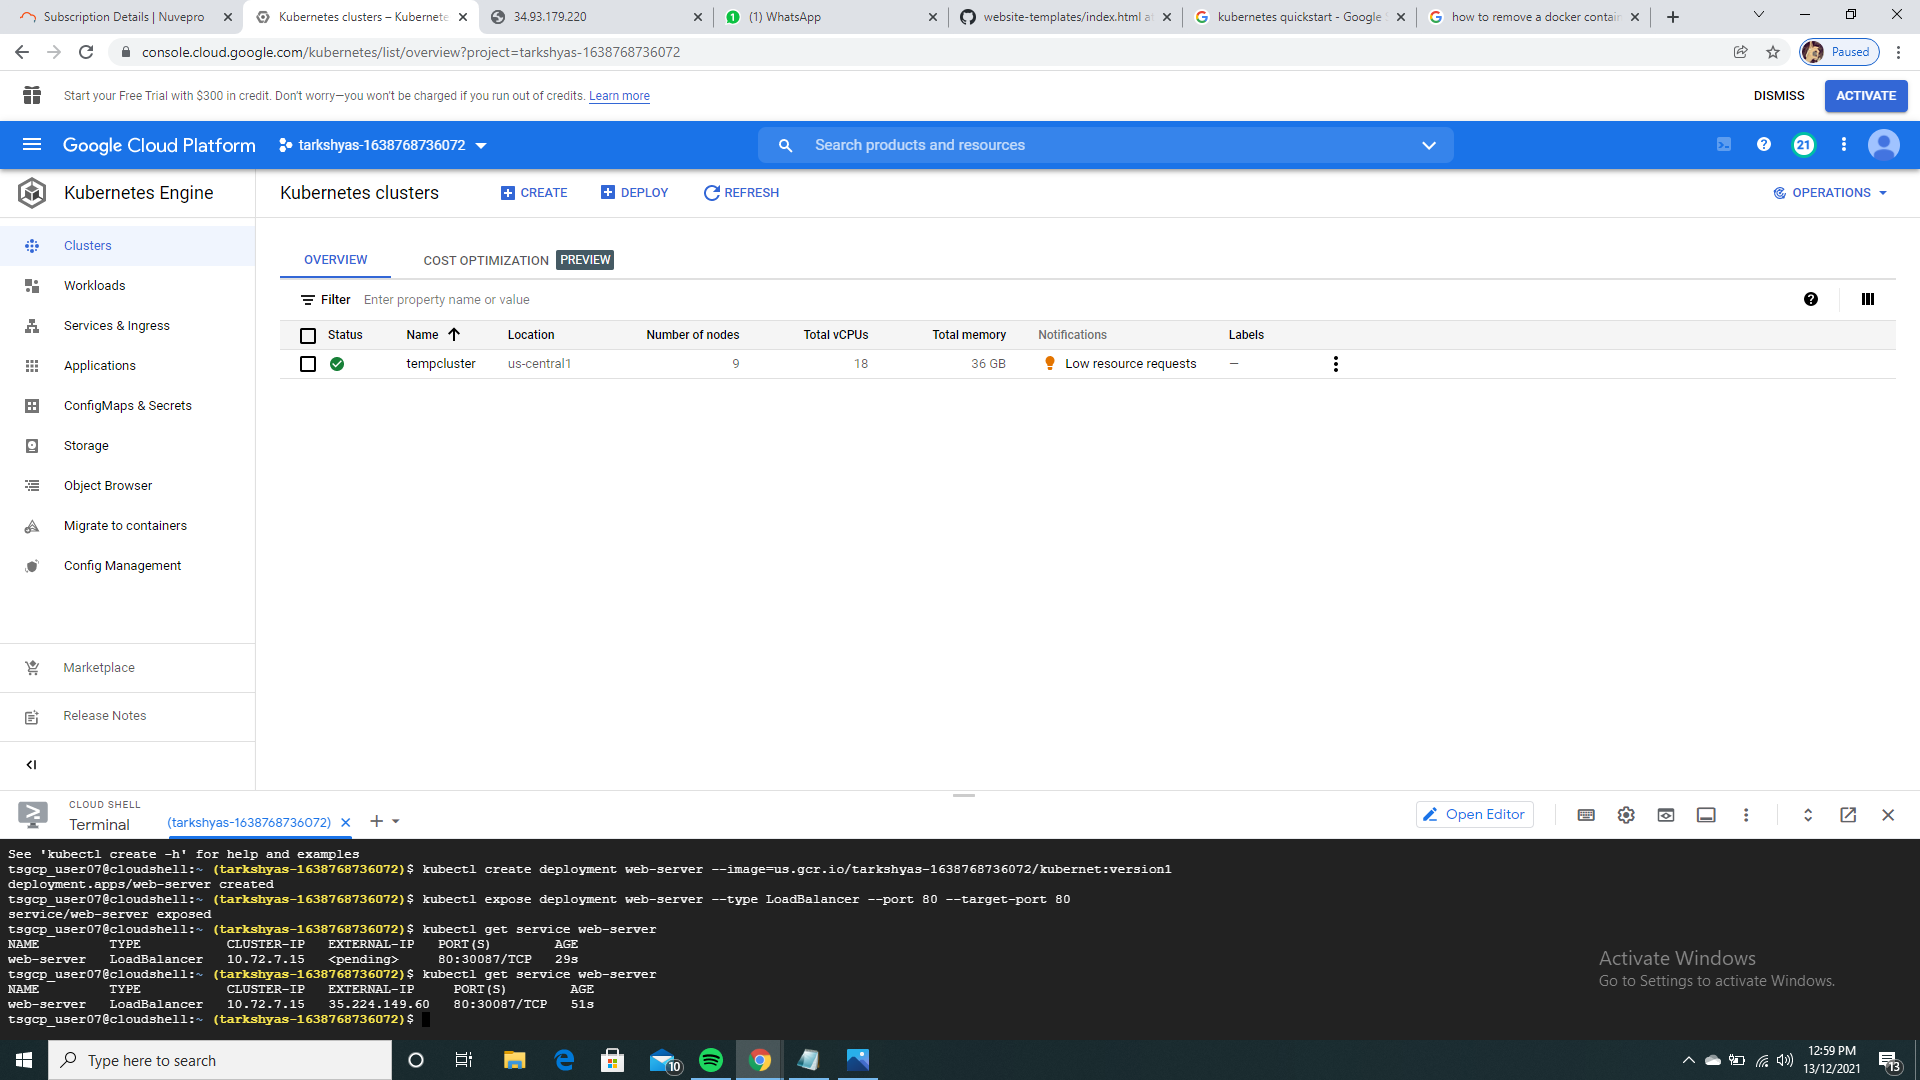 Subscription Details | Nuvepro
Kubernetes clusters – Kubernete
34.93.179.220
(1) WhatsApp
website-templates/index.html at
kubernetes quickstart - Google S
how to remove a docker contain
console.cloud.google.com/kubernetes/list/overview?project=tarkshyas-1638768736072
Paused
Start your Free Trial with $300 in credit. Don't worry—you won't be charged if you run out of credits. Learn more
DISMISS
ACTIVATE
Google Cloud Platform
tarkshyas-1638768736072
Search products and resources
21
Kubernetes Engine
Kubernetes clusters
CREATE
DEPLOY
REFRESH
OPERATIONS
Clusters
Workloads
Services & Ingress
Applications
ConfigMaps & Secrets
Storage
Object Browser
Migrate to containers
Config Management
Marketplace
Release Notes
OVERVIEW
COST OPTIMIZATION PREVIEW
Filter Enter property name or value
Status Name Location Number of nodes Total vCPUs Total memory Notifications Labels
tempcluster us-central1 9 18 36 GB Low resource requests —
CLOUD SHELL
Terminal
(tarkshyas-1638768736072)
Open Editor
See 'kubectl create -h' for help and examples
tsgcp_user07@cloudshell:~ (tarkshyas-1638768736072)$ kubectl create deployment web-server --image=us.gcr.io/tarkshyas-1638768736072/kubernet:version1
deployment.apps/web-server created
tsgcp_user07@cloudshell:~ (tarkshyas-1638768736072)$ kubectl expose deployment web-server --type LoadBalancer --port 80 --target-port 80
service/web-server exposed
tsgcp_user07@cloudshell:~ (tarkshyas-1638768736072)$ kubectl get service web-server
NAME TYPE CLUSTER-IP EXTERNAL-IP PORT(S) AGE
web-server LoadBalancer 10.72.7.15 <pending> 80:30087/TCP 29s
tsgcp_user07@cloudshell:~ (tarkshyas-1638768736072)$ kubectl get service web-server
NAME TYPE CLUSTER-IP EXTERNAL-IP PORT(S) AGE
web-server LoadBalancer 10.72.7.15 35.224.149.60 80:30087/TCP 51s
tsgcp_user07@cloudshell:~ (tarkshyas-1638768736072)$
Activate Windows
Go to Settings to activate Windows.
Type here to search
10
12:59 PM
13/12/2021
13